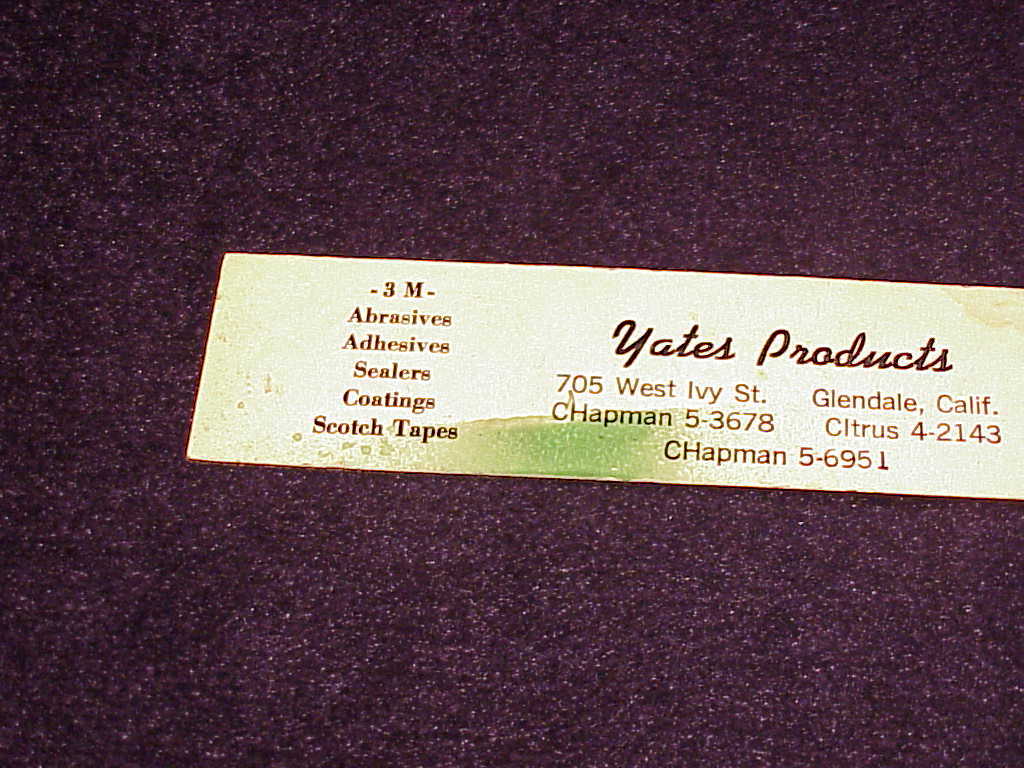 - 3 M -
Abrasives
Adhesives
Sealers
Coatings
Scotch Tapes
Yates Products
705 West Ivy St. Glendale, Calif.
CHapman 5-3678 CItrus 4-2143
CHapman 5-6951